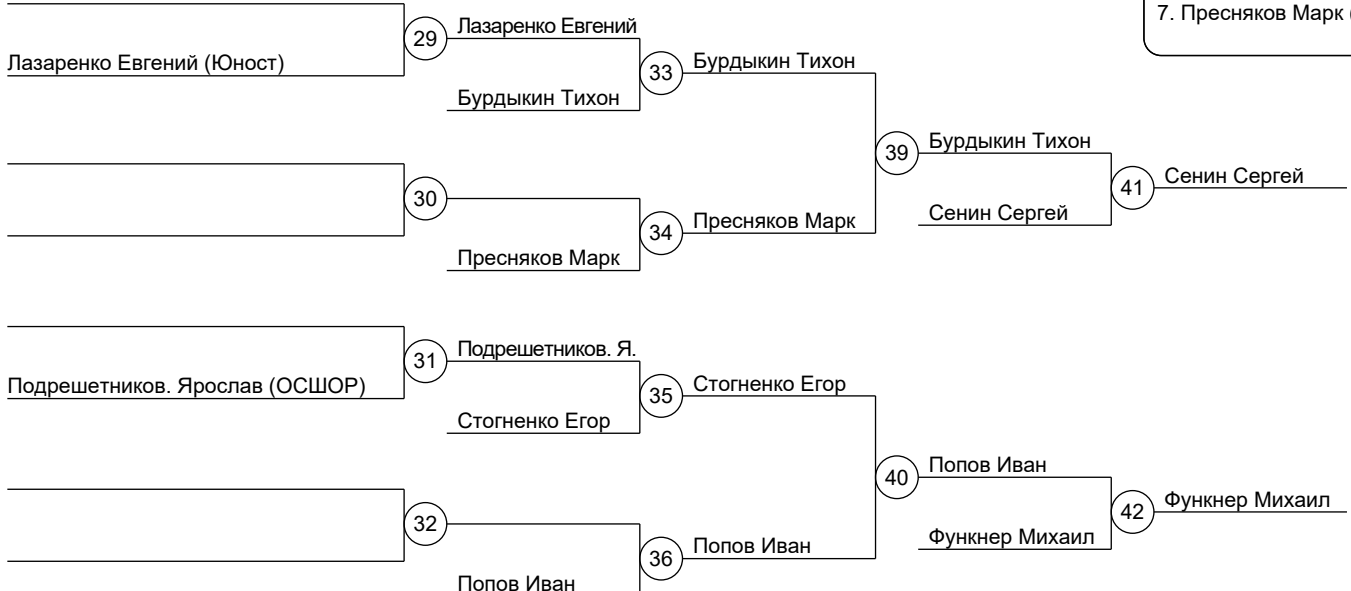 7. Пресняков Марк (
29
Лазаренко Евгений
Лазаренко Евгений (Юност)
33
Бурдыкин Тихон
Бурдыкин Тихон
39
Бурдыкин Тихон
41
Сенин Сергей
30
Сенин Сергей
34
Пресняков Марк
Пресняков Марк
31
Подрешетников. Я.
Подрешетников. Ярослав (ОСШОР)
35
Стогненко Егор
Стогненко Егор
40
Попов Иван
42
Функнер Михаил
32
Функнер Михаил
36
Попов Иван
Попов Иван